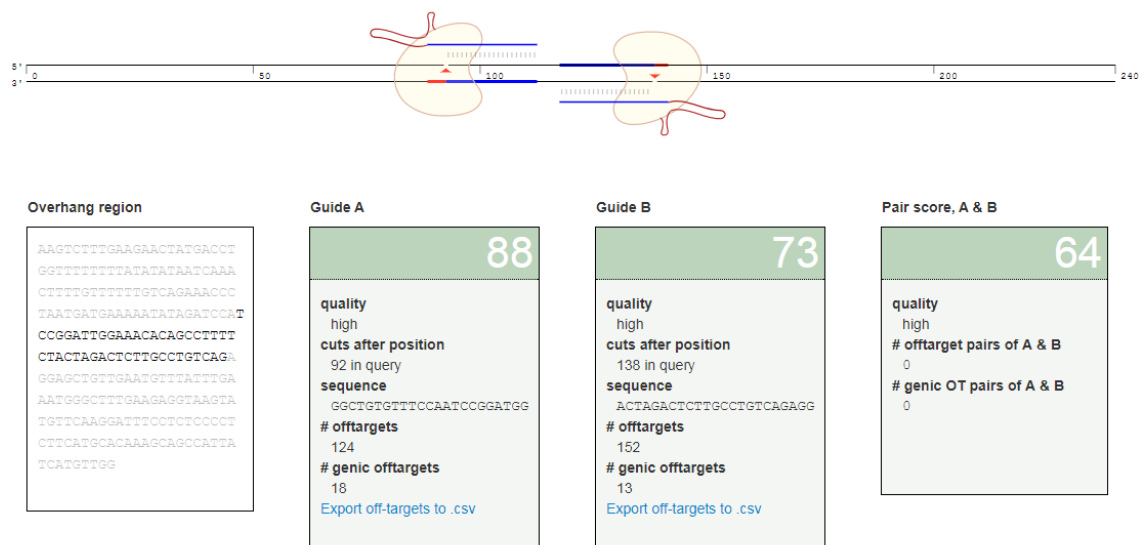 5'
3'
0
50
100
150
200
240
Overhang region
AAGTCTTTGAAGAACTATGACCT
GGTTTTTTTTATATATAATCAAA
CTTTTGTTTTTTGTCAGAAACCC
TAATGATGAAAAATATAGATCCAT
CCGGATTGGAAACACAGCCTTTT
CTACTAGACTCTTGCCTGTCAGA
GGAGCTGTTGAATGTTTATTTGA
AATGGGCTTTGAAGAGGTAAGTA
TGTTCAAGGATTTCCTCTCCCCT
CTTCATGCACAAAGCAGCCATTA
TCATGTTGG
Guide A
88
quality
high
cuts after position
92 in query
sequence
GGCTGTGTTTCCAATCCGGATGG
# offtargets
124
# genic offtargets
18
Export off-targets to .csv
Guide B
73
quality
high
cuts after position
138 in query
sequence
ACTAGACTCTTGCCTGTCAGAGG
# offtargets
152
# genic offtargets
13
Export off-targets to .csv
Pair score, A & B
64
quality
high
# offtarget pairs of A & B
0
# genic OT pairs of A & B
0